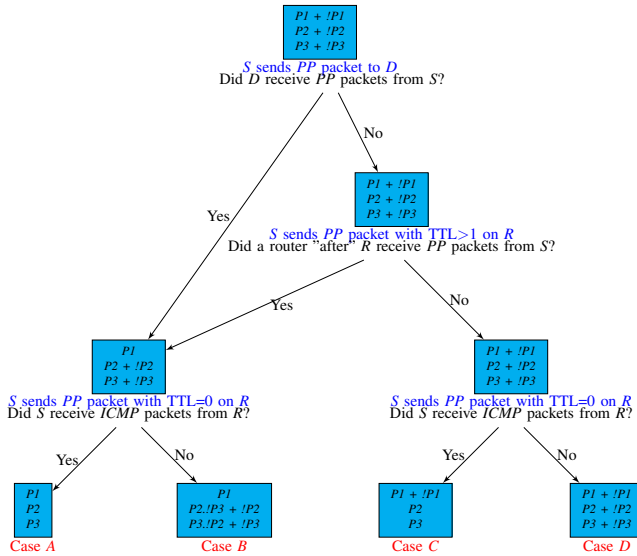 P1 + !P1
P2 + !P2
P3 + !P3
S sends PP packet to D
Did D receive PP packets from S?
No
Yes
P1 + !P1
P2 + !P2
P3 + !P3
S sends PP packet with TTL>1 on R
Did a router "after" R receive PP packets from S?
Yes
No
P1
P2 + !P2
P3 + !P3
S sends PP packet with TTL=0 on R
Did S receive ICMP packets from R?
P1 + !P1
P2 + !P2
P3 + !P3
S sends PP packet with TTL=0 on R
Did S receive ICMP packets from R?
Yes
No
Yes
No
P1
P2
P3
Case A
P1
P2.!P3 + !P2
P3.!P2 + !P3
Case B
P1 + !P1
P2
P3
Case C
P1 + !P1
P2 + !P2
P3 + !P3
Case D